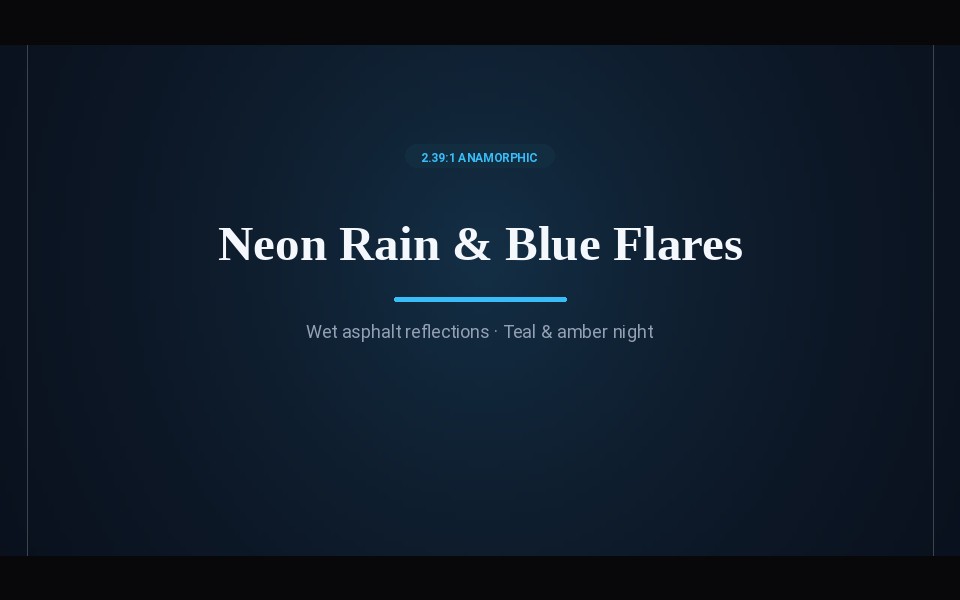 2.39:1 ANAMORPHIC
Neon Rain & Blue Flares
Wet asphalt reflections · Teal & amber night